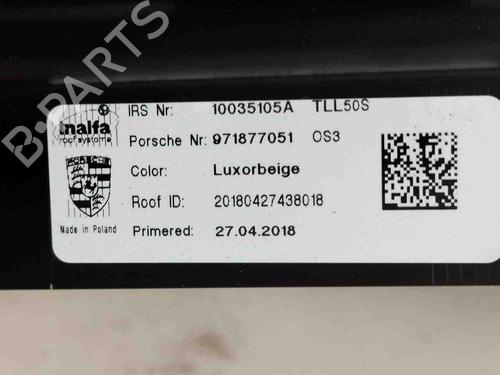 B-PARTS
Inalfa
roof systems
Made in Poland
IRS Nr: 10035105A TLL50S
Porsche Nr: 971877051 OS3
Color: Luxorbeige
Roof ID: 20180427438018
Primered: 27.04.2018